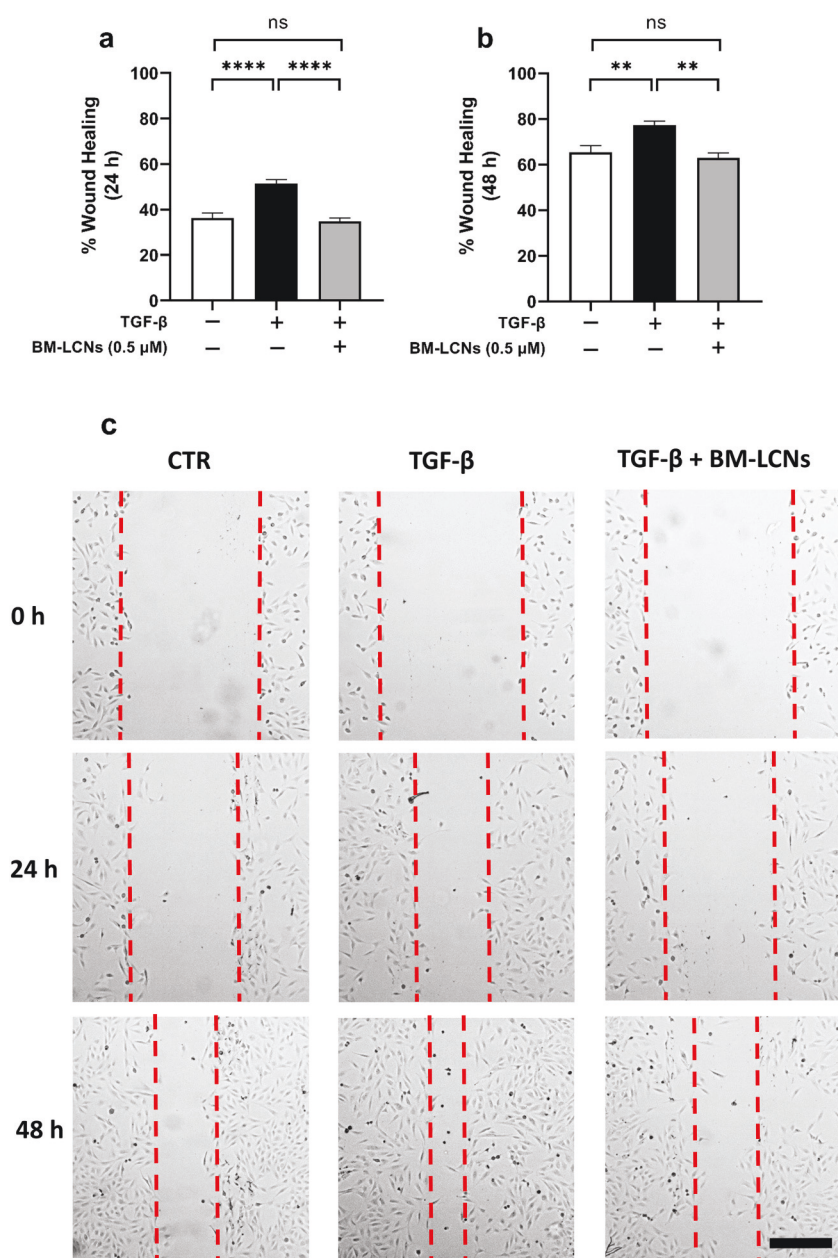 a
ns
**** ****
100
80
60
40
20
0
% Wound Healing
(24 h)
TGF-β − + +
BM-LCNs (0.5 μM) − − +
b
ns
** **
100
80
60
40
20
0
% Wound Healing
(48 h)
TGF-β − + +
BM-LCNs (0.5 μM) − − +
c
CTR TGF-β TGF-β + BM-LCNs
0 h
24 h
48 h